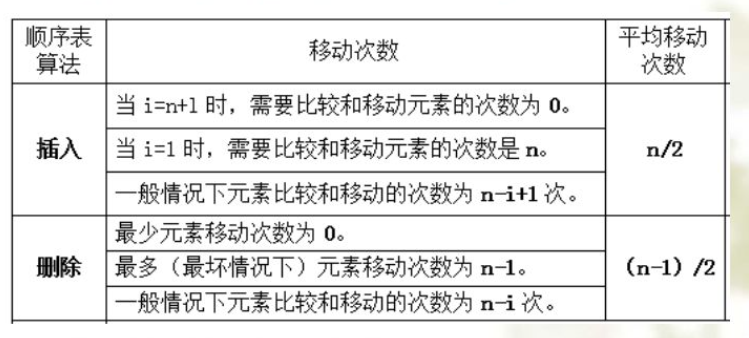 顺序表
算法
移动次数
平均移动
次数
插入
当 i=n+1 时，需要比较和移动元素的次数为 0。
当 i=1 时，需要比较和移动元素的次数是 n。
一般情况下元素比较和移动的次数为 n-i+1 次。
n/2
删除
最少元素移动次数为 0。
最多（最坏情况下）元素移动次数为 n-1。
一般情况下元素比较和移动的次数为 n-i 次。
(n-1) /2